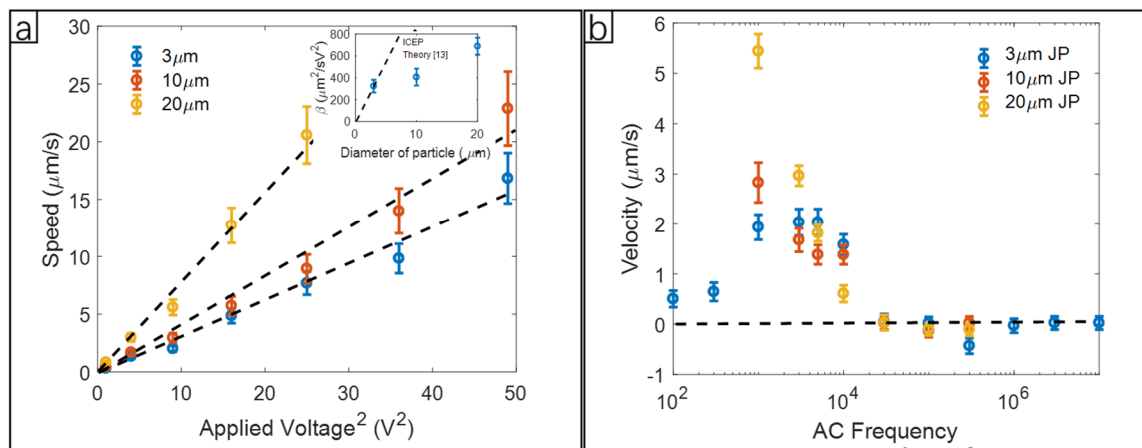 a
3μm
10μm
20μm
Speed (μm/s)
30
25
20
15
10
5
0
0
10
20
30
40
50
Applied Voltage² (V²)
β (μm²/sV²)
800
600
400
200
0
ICEP
Theory [13]
0
10
20
Diameter of particle ( μm)
b
3μm JP
10μm JP
20μm JP
Velocity (μm/s)
6
5
4
3
2
1
0
-1
10²
10⁴
10⁶
AC Frequency